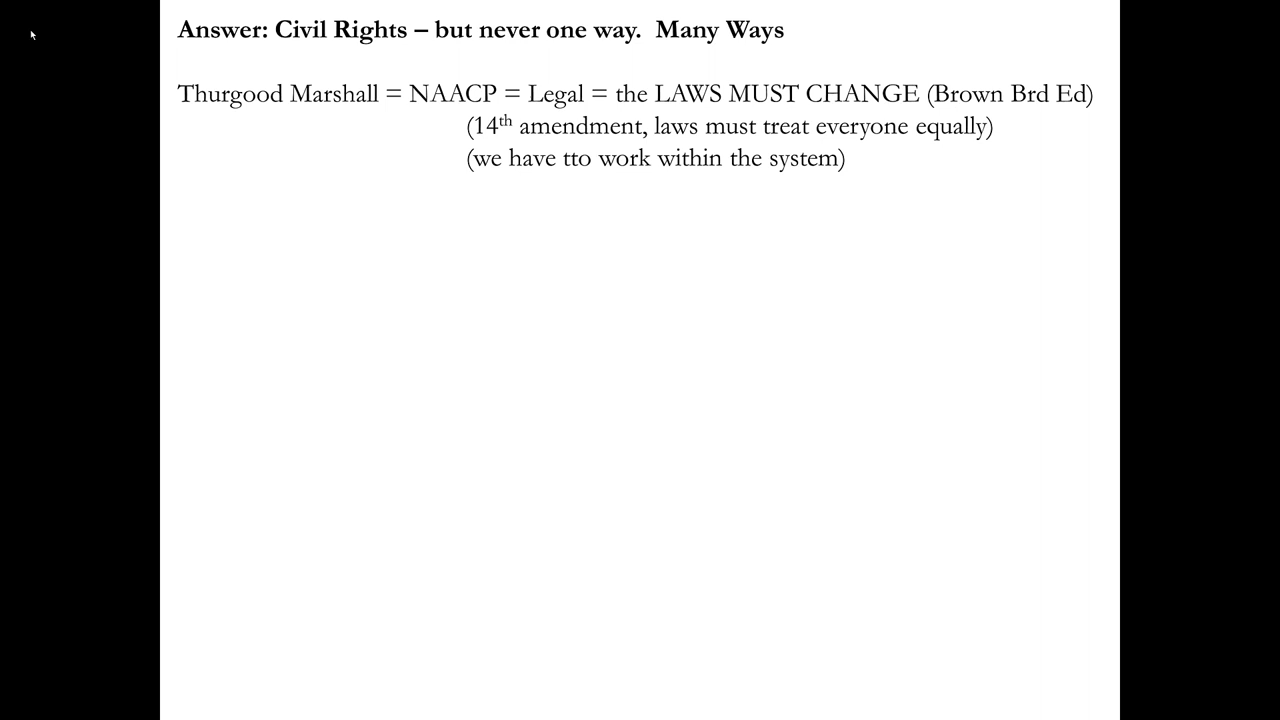 Answer: Civil Rights – but never one way.  Many Ways
Thurgood Marshall = NAACP = Legal = the LAWS MUST CHANGE (Brown Brd Ed)
(14th amendment, laws must treat everyone equally)
(we have tto work within the system)